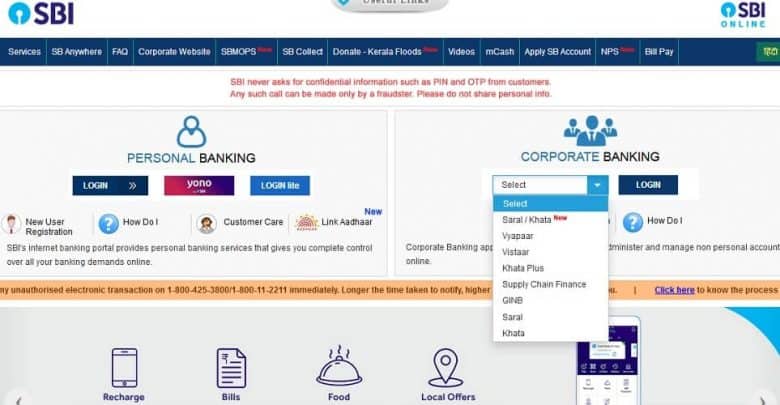 Useful Links
SBI
SBI
ONLINE
Services SB Anywhere FAQ Corporate Website SBMOPS New SB Collect Donate - Kerala Floods New Videos mCash Apply SB Account NPS New Bill Pay हिंदी
SBI never asks for confidential information such as PIN and OTP from customers.
Any such call can be made only by a fraudster. Please do not share personal info.
PERSONAL BANKING
LOGIN » yono LOGIN lite
New User
Registration
How Do I
Customer Care
New
Link Aadhaar
SBI's internet banking portal provides personal banking services that gives you complete control
over all your banking demands online.
CORPORATE BANKING
Select LOGIN
Select
Saral / Khata New
Vyapaar
Vistaar
Khata Plus
Supply Chain Finance
GINB
Saral
Khata
How Do I
Corporate Banking app
dminister and manage non personal account
online.
my unauthorised electronic transaction on 1-800-425-3800/1-800-11-2211 immediately. Longer the time taken to notify, higher
u. | Click here to know the process
Recharge
Bills
Food
Local Offers